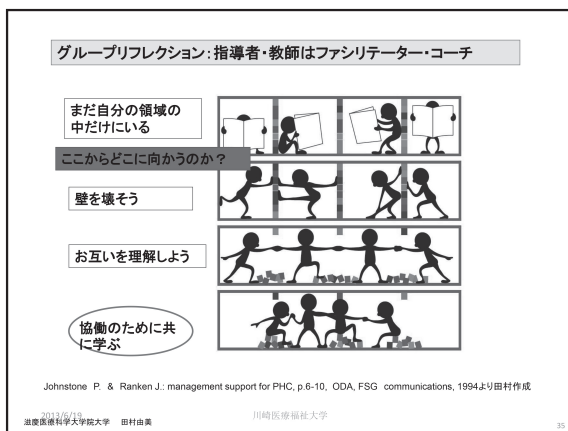 グループリフレクション：指導者・教師はファシリテーター・コーチ
まだ自分の領域の
中だけにいる
ここからどこに向かうのか？
壁を壊そう
お互いを理解しよう
協働のために共
に学ぶ
Johnstone P. & Ranken J.: management support for PHC, p.6-10, ODA, FSG communications, 1994より田村作成
2013/6/19
滋慶医療科学大学院大学 田村由美
川崎医療福祉大学
35